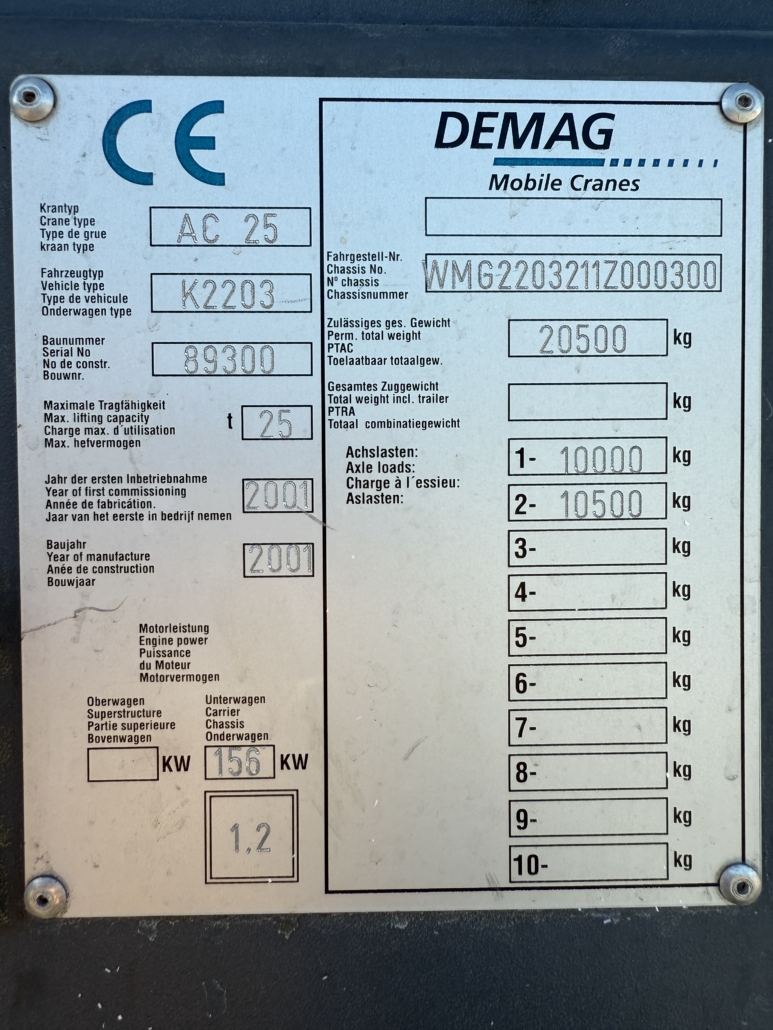 CE
Krantyp
Crane type
Type de grue
kraan type
AC 25
Fahrzeugtyp
Vehicle type
Type de vehicule
Onderwagen type
K2203
Baunummer
Serial No
No de constr.
Bouwnr.
89300
Maximale Tragfähigkeit
Max. lifting capacity
Charge max. d´utilisation
Max. hefvermogen
t 25
Jahr der ersten Inbetriebnahme
Year of first commissioning
Année de fabricátion.
Jaar van het eerste in bedrijf nemen
2001
Baujahr
Year of manufacture
Anée de construction
Bouwjaar
2001
Motorleistung
Engine power
Puissance
du Moteur
Motorvermogen
Oberwagen
Superstructure
Partie superieure
Bovenwagen
KW
Unterwagen
Carrier
Chassis
Onderwagen
156 KW
1,2
DEMAG
Mobile Cranes
Fahrgestell-Nr.
Chassis No.
N° chassis
Chassisnummer
WMG2203211Z000300
Zulässiges ges. Gewicht
Perm. total weight
PTAC
Toelaatbaar totaalgew.
20500 kg
Gesamtes Zuggewicht
Total weight incl. trailer
PTRA
Totaal combinatiegewicht
kg
Achslasten:
Axle loads:
Charge à l´essieu:
Aslasten:
1- 10000 kg
2- 10500 kg
3- kg
4- kg
5- kg
6- kg
7- kg
8- kg
9- kg
10- kg